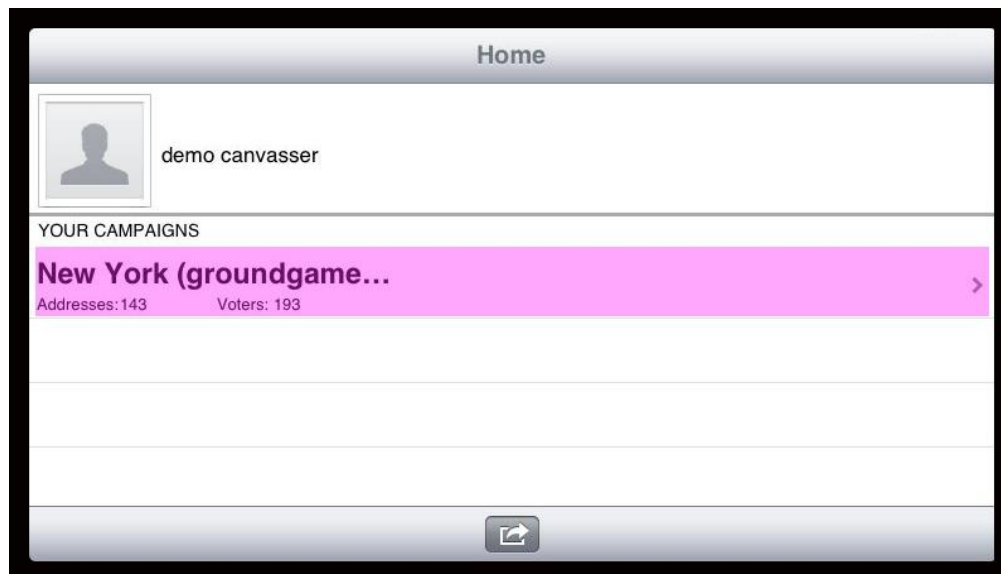 Home
demo canvasser
YOUR CAMPAIGNS
New York (groundgame…
Addresses:143 Voters: 193